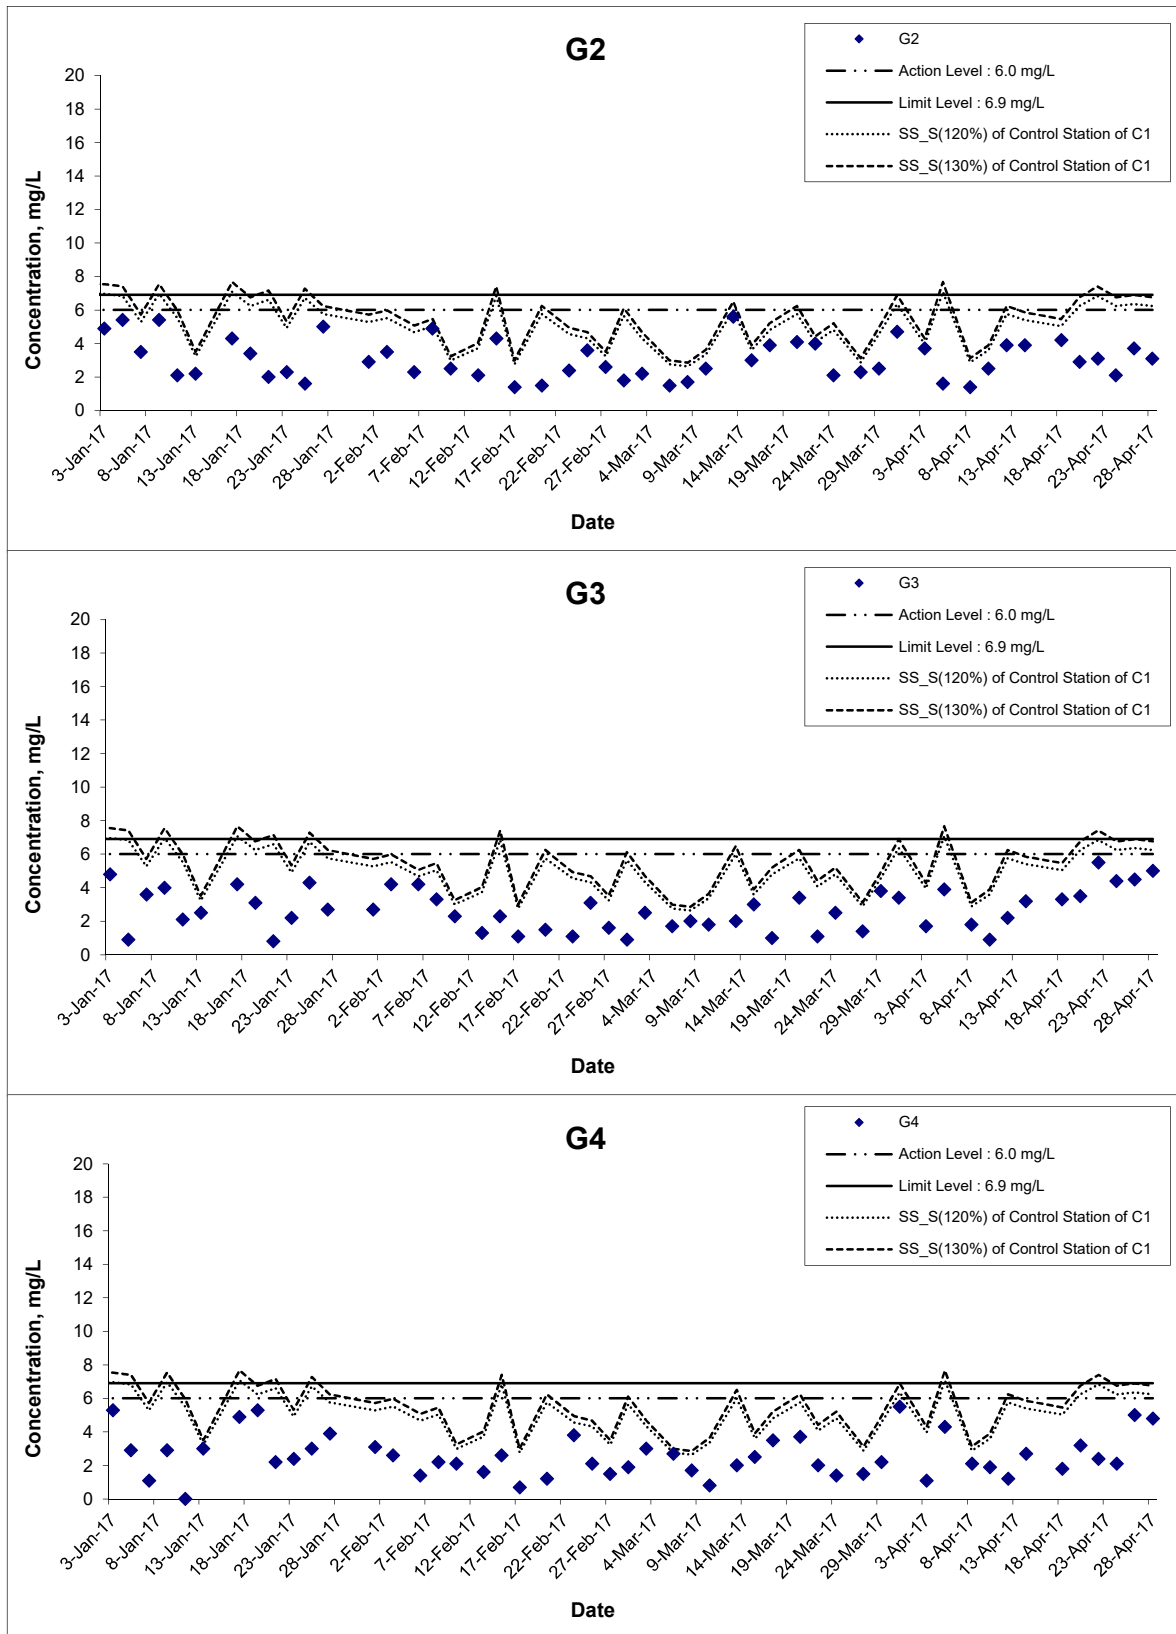 G2
G2
Action Level : 6.0 mg/L
Limit Level : 6.9 mg/L
SS_S(120%) of Control Station of C1
SS_S(130%) of Control Station of C1
Concentration, mg/L
20
18
16
14
12
10
8
6
4
2
0
3-Jan-17
8-Jan-17
13-Jan-17
18-Jan-17
23-Jan-17
28-Jan-17
2-Feb-17
7-Feb-17
12-Feb-17
17-Feb-17
22-Feb-17
27-Feb-17
4-Mar-17
9-Mar-17
14-Mar-17
19-Mar-17
24-Mar-17
29-Mar-17
3-Apr-17
8-Apr-17
13-Apr-17
18-Apr-17
23-Apr-17
28-Apr-17
Date
G3
G3
Action Level : 6.0 mg/L
Limit Level : 6.9 mg/L
SS_S(120%) of Control Station of C1
SS_S(130%) of Control Station of C1
Concentration, mg/L
20
18
16
14
12
10
8
6
4
2
0
3-Jan-17
8-Jan-17
13-Jan-17
18-Jan-17
23-Jan-17
28-Jan-17
2-Feb-17
7-Feb-17
12-Feb-17
17-Feb-17
22-Feb-17
27-Feb-17
4-Mar-17
9-Mar-17
14-Mar-17
19-Mar-17
24-Mar-17
29-Mar-17
3-Apr-17
8-Apr-17
13-Apr-17
18-Apr-17
23-Apr-17
28-Apr-17
Date
G4
G4
Action Level : 6.0 mg/L
Limit Level : 6.9 mg/L
SS_S(120%) of Control Station of C1
SS_S(130%) of Control Station of C1
Concentration, mg/L
20
18
16
14
12
10
8
6
4
2
0
3-Jan-17
8-Jan-17
13-Jan-17
18-Jan-17
23-Jan-17
28-Jan-17
2-Feb-17
7-Feb-17
12-Feb-17
17-Feb-17
22-Feb-17
27-Feb-17
4-Mar-17
9-Mar-17
14-Mar-17
19-Mar-17
24-Mar-17
29-Mar-17
3-Apr-17
8-Apr-17
13-Apr-17
18-Apr-17
23-Apr-17
28-Apr-17
Date